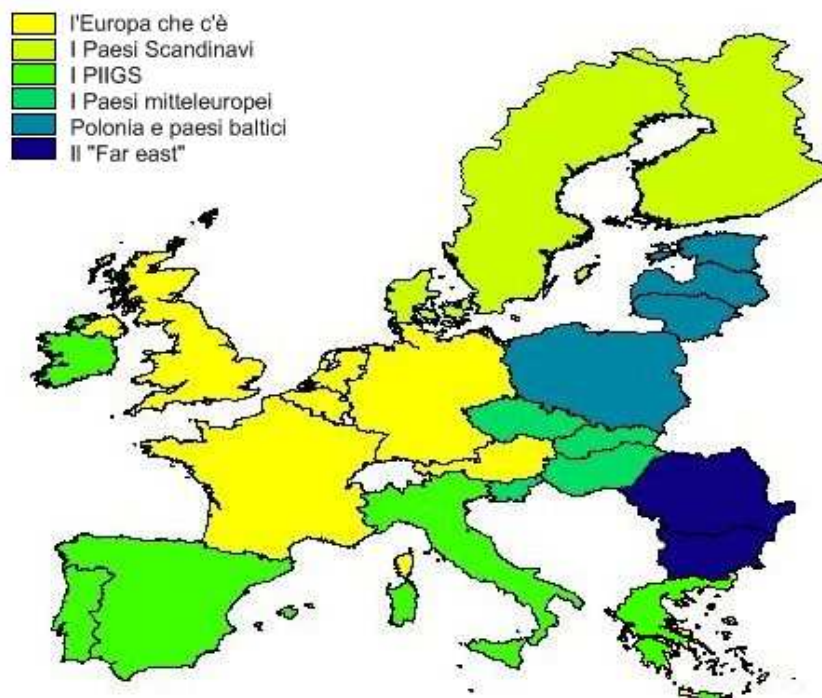 l'Europa che c'è
I Paesi Scandinavi
I PIIGS
I Paesi mitteleuropei
Polonia e paesi baltici
Il "Far east"